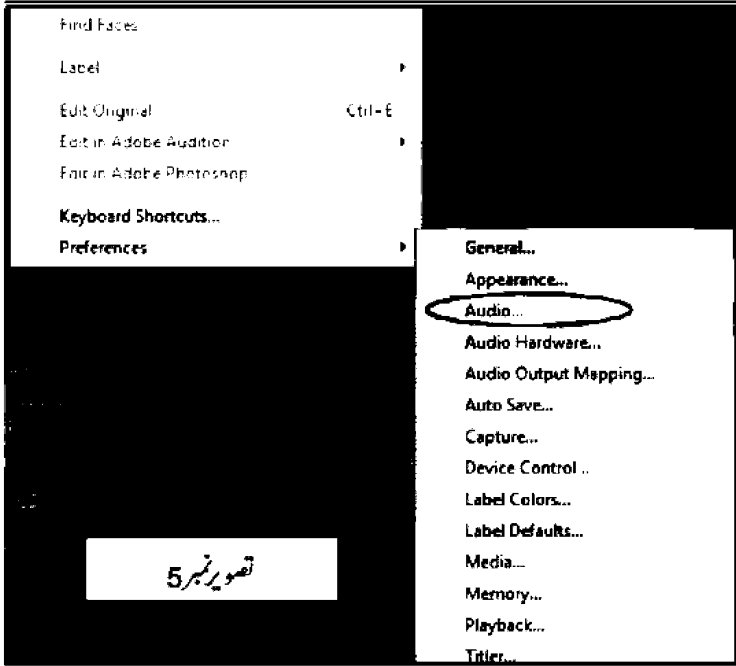 Find Faces
Label
Edit Original Ctrl+E
Edit in Adobe Audition
Edit in Adobe Photoshop
Keyboard Shortcuts...
Preferences
General...
Appearance...
Audio...
Audio Hardware...
Audio Output Mapping...
Auto Save...
Capture...
Device Control...
Label Colors...
Label Defaults...
Media...
Memory...
Playback...
Titler...
تصویر نمبر 5